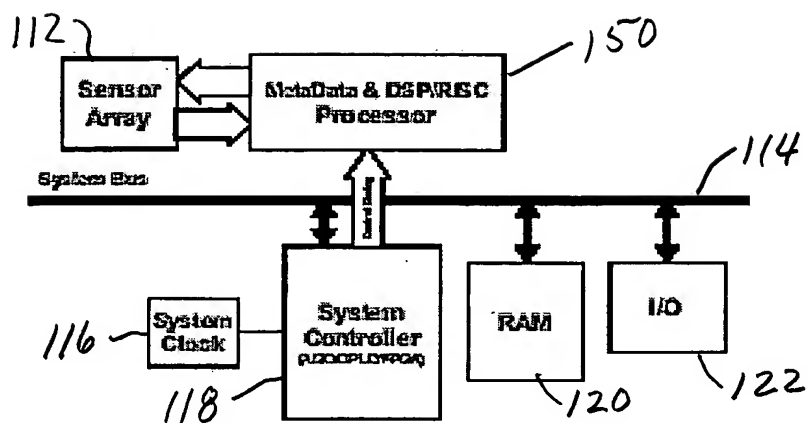 112
150
Sensor
Array
MetaData & DSP/RISC
Processor
System Bus
114
System
Clock
116
System
Controller
118
RAM
120
I/O
122